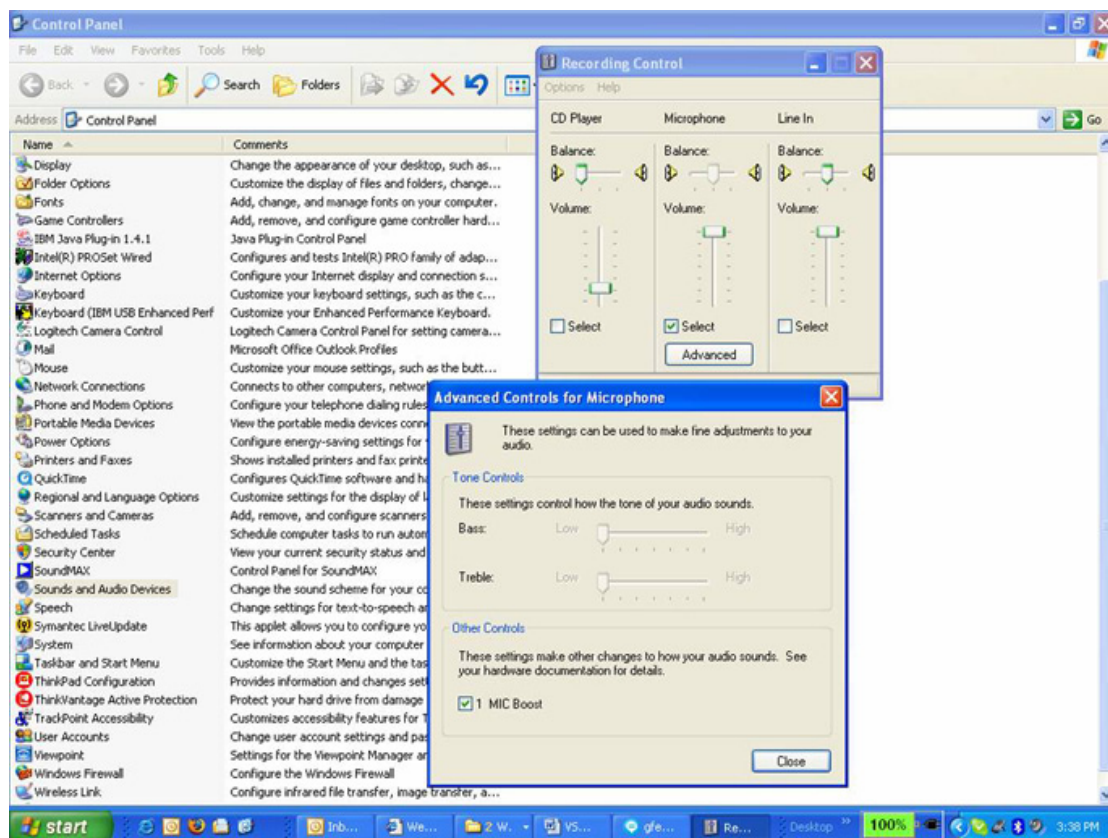 Control Panel
File Edit View Favorites Tools Help
Back Search Folders
Address Control Panel Go
Name Comments
Display Change the appearance of your desktop, such as...
Folder Options Customize the display of files and folders, change...
Fonts Add, change, and manage fonts on your computer.
Game Controllers Add, remove, and configure game controller hard...
IBM Java Plug-in 1.4.1 Java Plug-in Control Panel
Intel(R) PROSet Wired Configures and tests Intel(R) PRO family of adap...
Internet Options Configure your Internet display and connection s...
Keyboard Customize your keyboard settings, such as the c...
Keyboard (IBM USB Enhanced Perf Customize your Enhanced Performance Keyboard.
Logitech Camera Control Logitech Camera Control Panel for setting camera...
Mail Microsoft Office Outlook Profiles
Mouse Customize your mouse settings, such as the butt...
Network Connections Connects to other computers, networ
Phone and Modem Options Configure your telephone dialing rules
Portable Media Devices View the portable media devices conn
Power Options Configure energy-saving settings for
Printers and Faxes Shows installed printers and fax printe
QuickTime Configures QuickTime software and ha
Regional and Language Options Customize settings for the display of l
Scanners and Cameras Add, remove, and configure scanners
Scheduled Tasks Schedule computer tasks to run autom
Security Center View your current security status and
SoundMAX Control Panel for SoundMAX
Sounds and Audio Devices Change the sound scheme for your co
Speech Change settings for text-to-speech an
Symantec LiveUpdate This applet allows you to configure yo
System See information about your computer
Taskbar and Start Menu Customize the Start Menu and the tas
ThinkPad Configuration Provides information and changes sett
ThinkVantage Active Protection Protect your hard drive from damage
TrackPoint Accessibility Customizes accessibility features for T
User Accounts Change user account settings and pas
Viewpoint Settings for the Viewpoint Manager an
Windows Firewall Configure the Windows Firewall
Wireless Link Configure infrared file transfer, image transfer, a...
Recording Control
Options Help
CD Player Microphone Line In
Balance: Balance: Balance:
Volume: Volume: Volume:
Select Select Select
Advanced
Advanced Controls for Microphone
These settings can be used to make fine adjustments to your
audio.
Tone Controls
These settings control how the tone of your audio sounds.
Bass: Low High
Treble: Low High
Other Controls
These settings make other changes to how your audio sounds. See
your hardware documentation for details.
1 MIC Boost
Close
start Inb... We... 2 W. VS... gfe... Re... Desktop 100% 3:38 PM